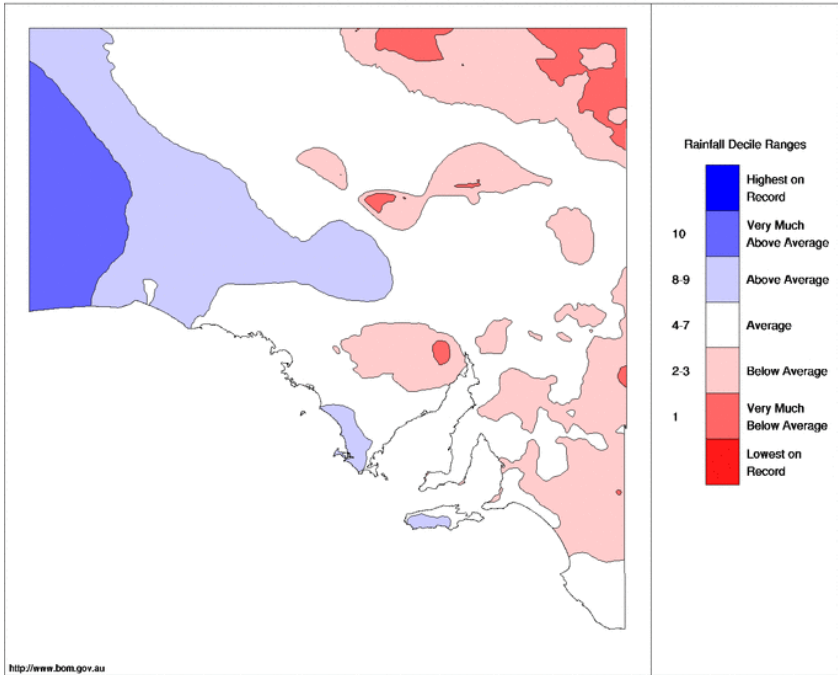 Rainfall Decile Ranges
Highest on
Record
10
Very Much
Above Average
8-9
Above Average
4-7
Average
2-3
Below Average
1
Very Much
Below Average
Lowest on
Record
http://www.bom.gov.au